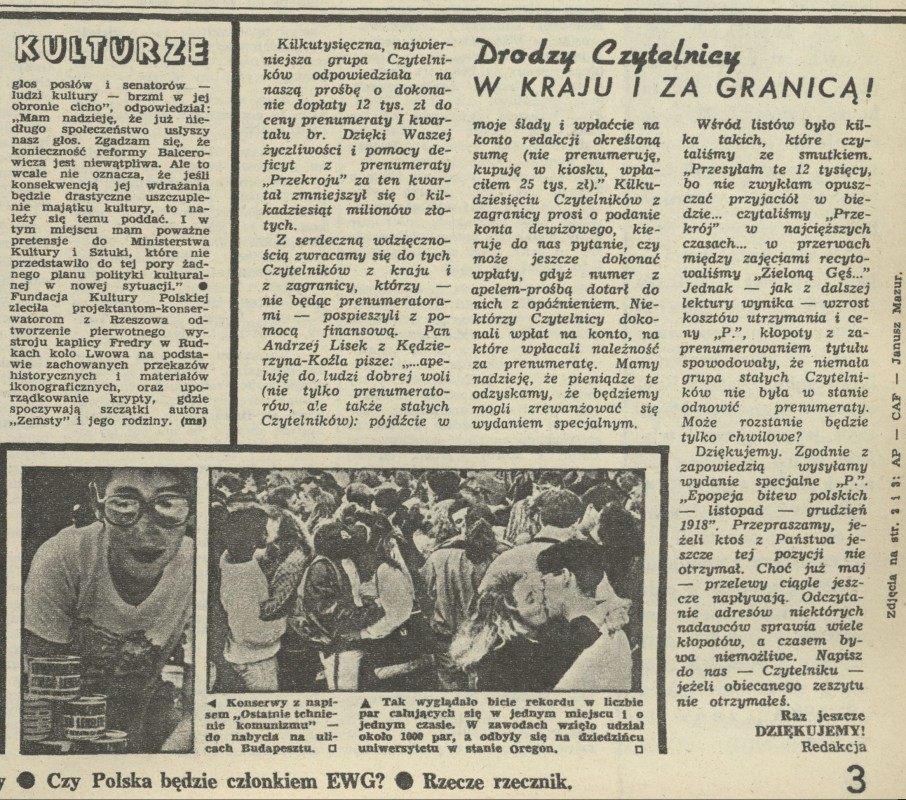 KULTURZE
głos posłów i senatorów —
ludzi kultury — brzmi w jej
obronie cicho”, odpowiedział:
„Mam nadzieję, że już nie-
długo społeczeństwo usłyszy
nasz głos. Zgadzam się, że
konieczność reformy Balcero-
wicza jest niewątpliwa. Ale to
wcale nie oznacza, że jeśli
konsekwencją jej wdrażania
będzie drastyczne uszczuple-
nie majątku kultury, to na-
leży się temu poddać. I w
tym miejscu mam poważne
pretensje do Ministerstwa
Kultury i Sztuki, które nie
przedstawiło do tej pory żad-
nego planu polityki kultural-
nej w nowej sytuacji.” ●
Fundacja Kultury Polskiej
zleciła projektantom-konser-
watorom z Rzeszowa od-
tworzenie pierwotnego wy-
stroju kaplicy Fredry w Rud-
kach koło Lwowa na podsta-
wie zachowanych przekazów
historycznych i materiałów
ikonograficznych, oraz upo-
rządkowanie krypty, gdzie
spoczywają szczątki autora
„Zemsty” i jego rodziny. (ms)
Drodzy Czytelnicy
W KRAJU I ZA GRANICĄ!
Kilkutysięczna, najwier-
niejsza grupa Czytelni-
ków odpowiedziała na
naszą prośbę o dokona-
nie dopłaty 12 tys. zł do
ceny prenumeraty I kwar-
tału br. Dzięki Waszej
życzliwości i pomocy de-
ficyt z prenumeraty
„Przekroju” za ten kwar-
tał zmniejszył się o kil-
kadziesiąt milionów zło-
tych.
Z serdeczną wdzięczno-
ścią zwracamy się do tych
Czytelników z kraju i
z zagranicy, którzy —
nie będąc prenumeratora-
mi — pospieszyli z po-
mocą finansową. Pan
Andrzej Lisek z Kędzie-
rzyna-Koźla pisze: „...ape-
luję do ludzi dobrej woli
(nie tylko prenumerato-
rów, ale także stałych
Czytelników): pójdźcie w
moje ślady i wpłaćcie na
konto redakcji określoną
sumę (nie prenumeruję,
kupuję w kiosku, wpła-
ciłem 25 tys. zł).” Kilku-
dziesięciu Czytelników z
zagranicy prosi o podanie
konta dewizowego, kie-
ruje do nas pytanie, czy
może jeszcze dokonać
wpłaty, gdyż numer z
apelem-prośbą dotarł do
nich z opóźnieniem. Nie-
którzy Czytelnicy doko-
nali wpłat na konto, na
które wpłacali należność
za prenumeratę. Mamy
nadzieję, że pieniądze te
odzyskamy, że będziemy
mogli zrewanżować się
wydaniem specjalnym.
Wśród listów było kil-
ka takich, które czy-
taliśmy ze smutkiem.
„Przesyłam te 12 tysięcy,
bo nie zwykłam opusz-
czać przyjaciół w bie-
dzie... czytaliśmy „Prze-
krój” w najcięższych
czasach... w przerwach
między zajęciami recyto-
waliśmy „Zieloną Gęś...”
Jednak — jak z dalszej
lektury wynika — wzrost
kosztów utrzymania i ce-
ny „P.”, kłopoty z za-
prenumerowaniem tytułu
spowodowały, że niemała
grupa stałych Czytelni-
ków nie była w stanie
odnowić prenumeraty.
Może rozstanie będzie
tylko chwilowe?
Dziękujemy. Zgodnie z
zapowiedzią wysyłamy
wydanie specjalne „P.”.
„Epopeja bitew polskich
— listopad — grudzień
1918”. Przepraszamy, je-
żeli ktoś z Państwa je-
szcze tej pozycji nie
otrzymał. Choć już maj
— przelewy ciągle jesz-
cze napływają. Odczyta-
nie adresów niektórych
nadawców sprawia wiele
kłopotów, a czasem by-
wa niemożliwe. Napisz
do nas — Czytelniku —
jeżeli obiecanego zeszytu
nie otrzymałeś.
Raz jeszcze
DZIĘKUJEMY!
Redakcja
Zdjęcia na str. 2 i 3: AP — CAF — Janusz Mazur.
◀ Konserwy z napi-
sem „Ostatnie tchnie-
nie komunizmu” —
do nabycia na uli-
cach Budapesztu. □
▲ Tak wyglądało bicie rekordu w liczbie
par całujących się w jednym miejscu i o
jednym czasie. W zawodach wzięło udział
około 1000 par, a odbyły się na dziedzińcu
uniwersytetu w stanie Oregon. □
y ● Czy Polska będzie członkiem EWG? ● Rzecze rzecznik.
3